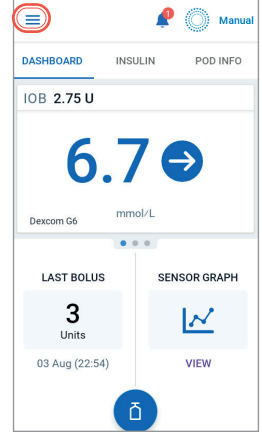 1
Manual
DASHBOARD INSULIN POD INFO
IOB 2.75 U
6.7
mmol/L
Dexcom G6
LAST BOLUS SENSOR GRAPH
3
Units
03 Aug (22:54) VIEW